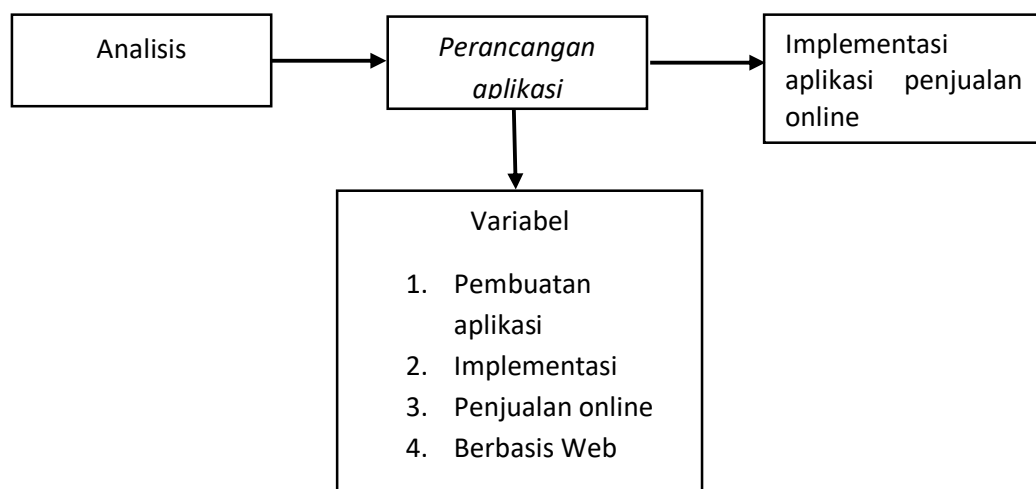 Analisis
Perancangan
aplikasi
Implementasi
aplikasi penjualan
online
Variabel
1. Pembuatan
aplikasi
2. Implementasi
3. Penjualan online
4. Berbasis Web